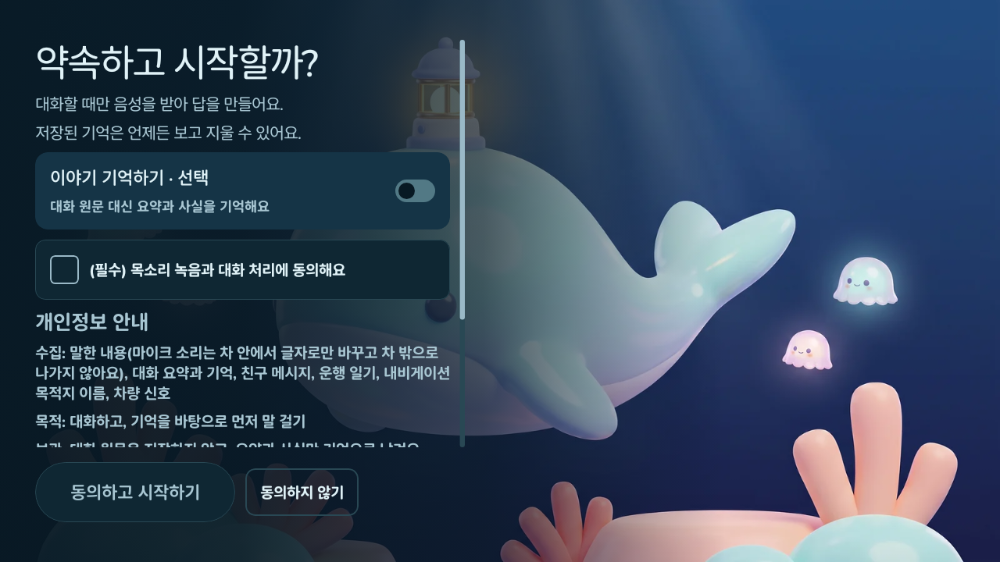 약속하고 시작할까?
대화할 때만 음성을 받아 답을 만들어요.
저장된 기억은 언제든 보고 지울 수 있어요.
이야기 기억하기 · 선택
대화 원문 대신 요약과 사실을 기억해요
(필수) 목소리 녹음과 대화 처리에 동의해요
개인정보 안내
수집: 말한 내용(마이크 소리는 차 안에서 글자로만 바꾸고 차 밖으로
나가지 않아요), 대화 요약과 기억, 친구 메시지, 운행 일기, 내비게이션
목적지 이름, 차량 신호
목적: 대화하고, 기억을 바탕으로 먼저 말 걸기
동의하고 시작하기
동의하지 않기